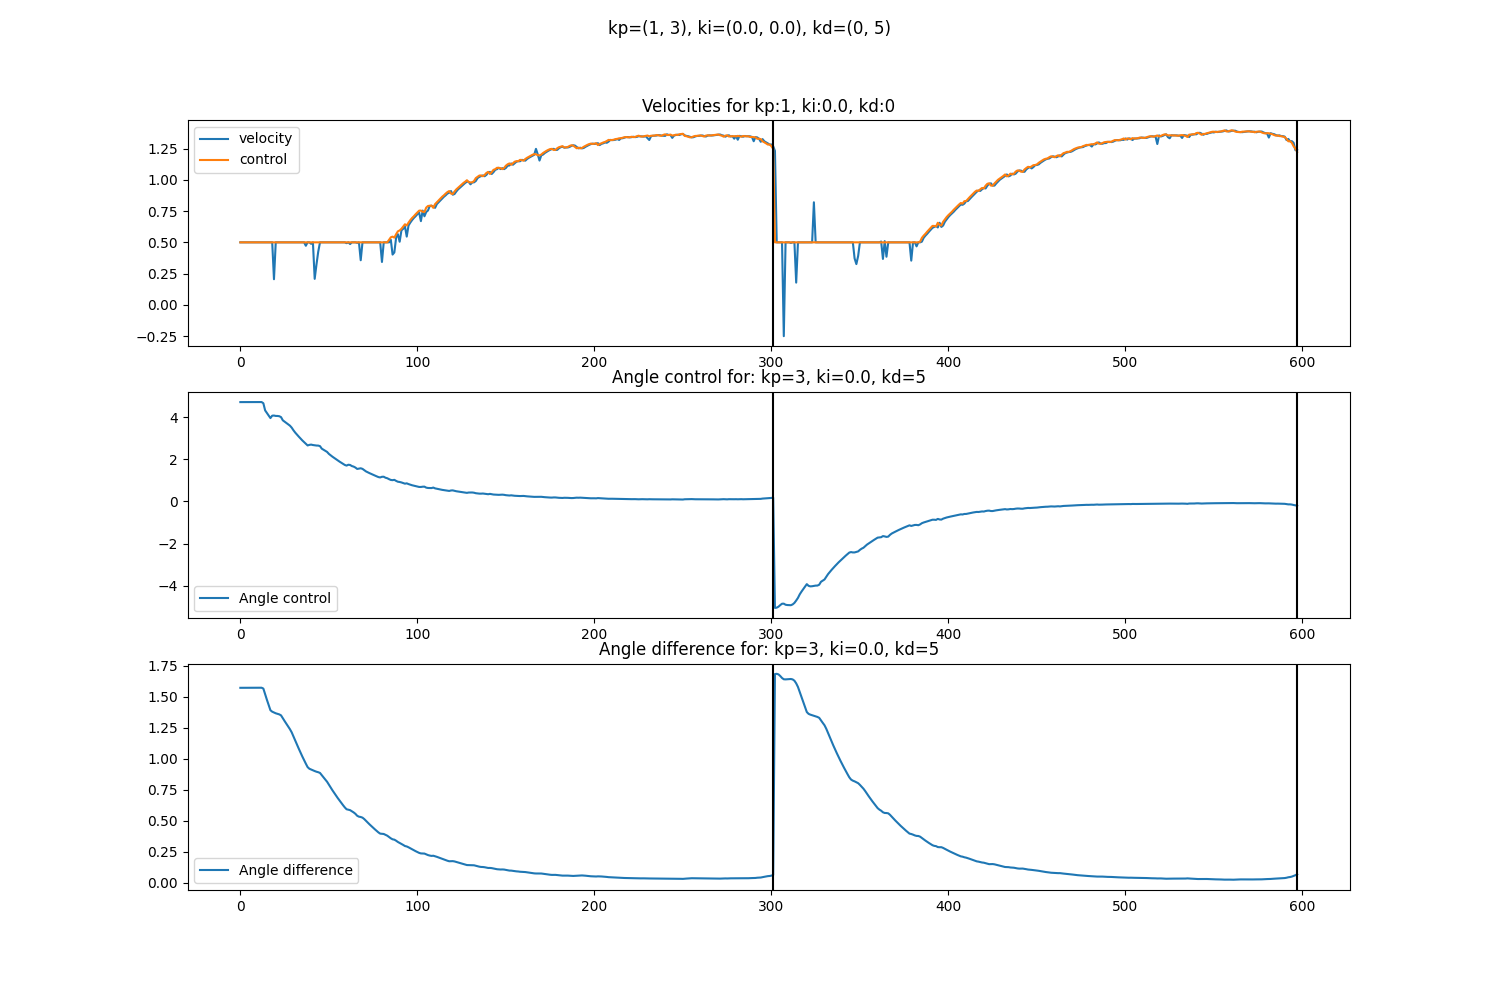 kp=(1, 3), ki=(0.0, 0.0), kd=(0, 5)
Velocities for kp:1, ki:0.0, kd:0
velocity
control
1.25
1.00
0.75
0.50
0.25
0.00
−0.25
0 100 200 300 400 500 600
Angle control for: kp=3, ki=0.0, kd=5
4
2
0
−2
−4
Angle control
0 100 200 300 400 500 600
Angle difference for: kp=3, ki=0.0, kd=5
1.75
1.50
1.25
1.00
0.75
0.50
0.25
0.00
Angle difference
0 100 200 300 400 500 600